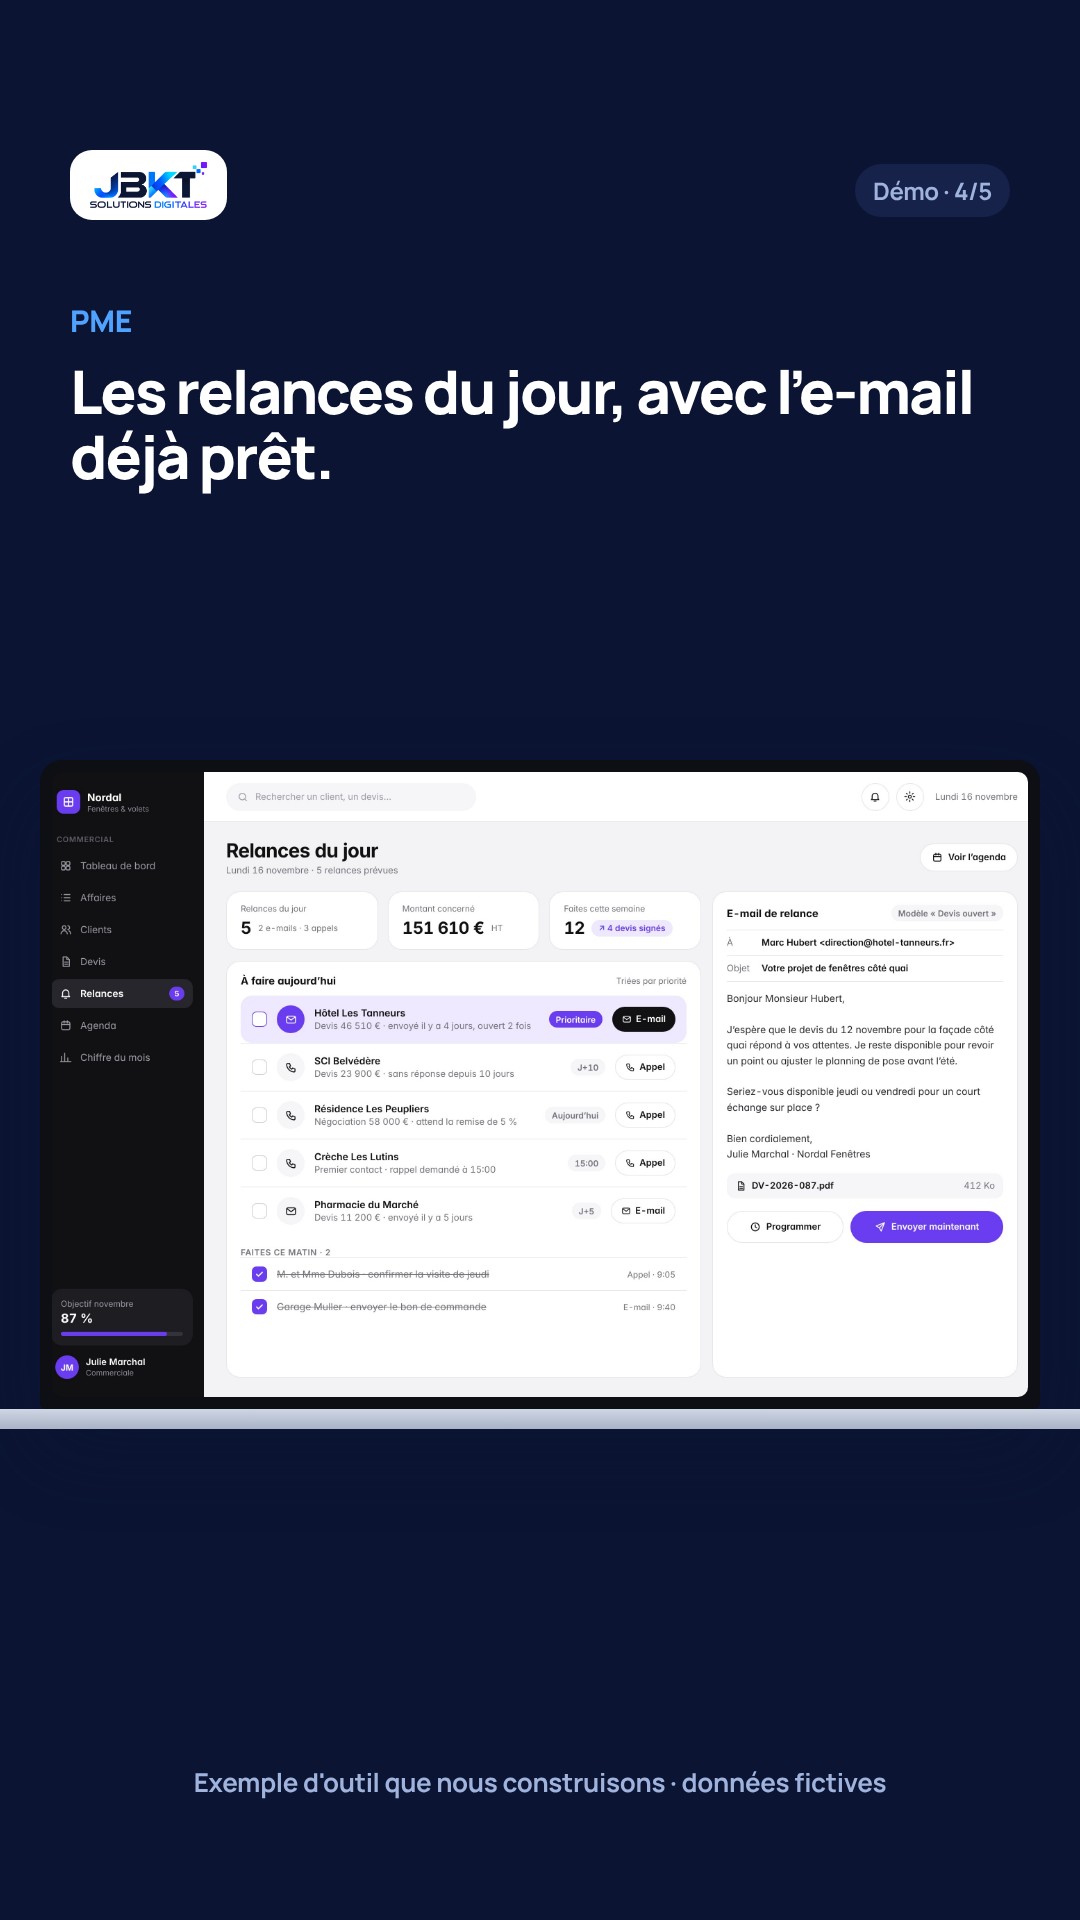 JBKT
SOLUTIONS DIGITALES
Démo · 4/5
PME
Les relances du jour, avec l’e-mail
déjà prêt.
Nordal
Fenêtres & volets
COMMERCIAL
Tableau de bord
Affaires
Clients
Devis
Relances 5
Agenda
Chiffre du mois
Objectif novembre
87 %
JM
Julie Marchal
Commerciale
Rechercher un client, un devis...
Lundi 16 novembre
Relances du jour
Lundi 16 novembre · 5 relances prévues
Voir l’agenda
Relances du jour
5 2 e-mails · 3 appels
Montant concerné
151 610 € HT
Faites cette semaine
12 4 devis signés
À faire aujourd’hui
Triées par priorité
Hôtel Les Tanneurs
Devis 46 510 € · envoyé il y a 4 jours, ouvert 2 fois
Prioritaire
E-mail
SCI Belvédère
Devis 23 900 € · sans réponse depuis 10 jours
J+10
Appel
Résidence Les Peupliers
Négociation 58 000 € · attend la remise de 5 %
Aujourd’hui
Appel
Crèche Les Lutins
Premier contact · rappel demandé à 15:00
15:00
Appel
Pharmacie du Marché
Devis 11 200 € · envoyé il y a 5 jours
J+5
E-mail
FAITES CE MATIN · 2
M. et Mme Dubois · confirmer la visite de jeudi
Appel · 9:05
Garage Muller · envoyer le bon de commande
E-mail · 9:40
E-mail de relance
Modèle « Devis ouvert »
À Marc Hubert <direction@hotel-tanneurs.fr>
Objet Votre projet de fenêtres côté quai
Bonjour Monsieur Hubert,
J’espère que le devis du 12 novembre pour la façade côté
quai répond à vos attentes. Je reste disponible pour revoir
un point ou ajuster le planning de pose avant l’été.
Seriez-vous disponible jeudi ou vendredi pour un court
échange sur place ?
Bien cordialement,
Julie Marchal · Nordal Fenêtres
DV-2026-087.pdf
412 Ko
Programmer
Envoyer maintenant
Exemple d'outil que nous construisons · données fictives